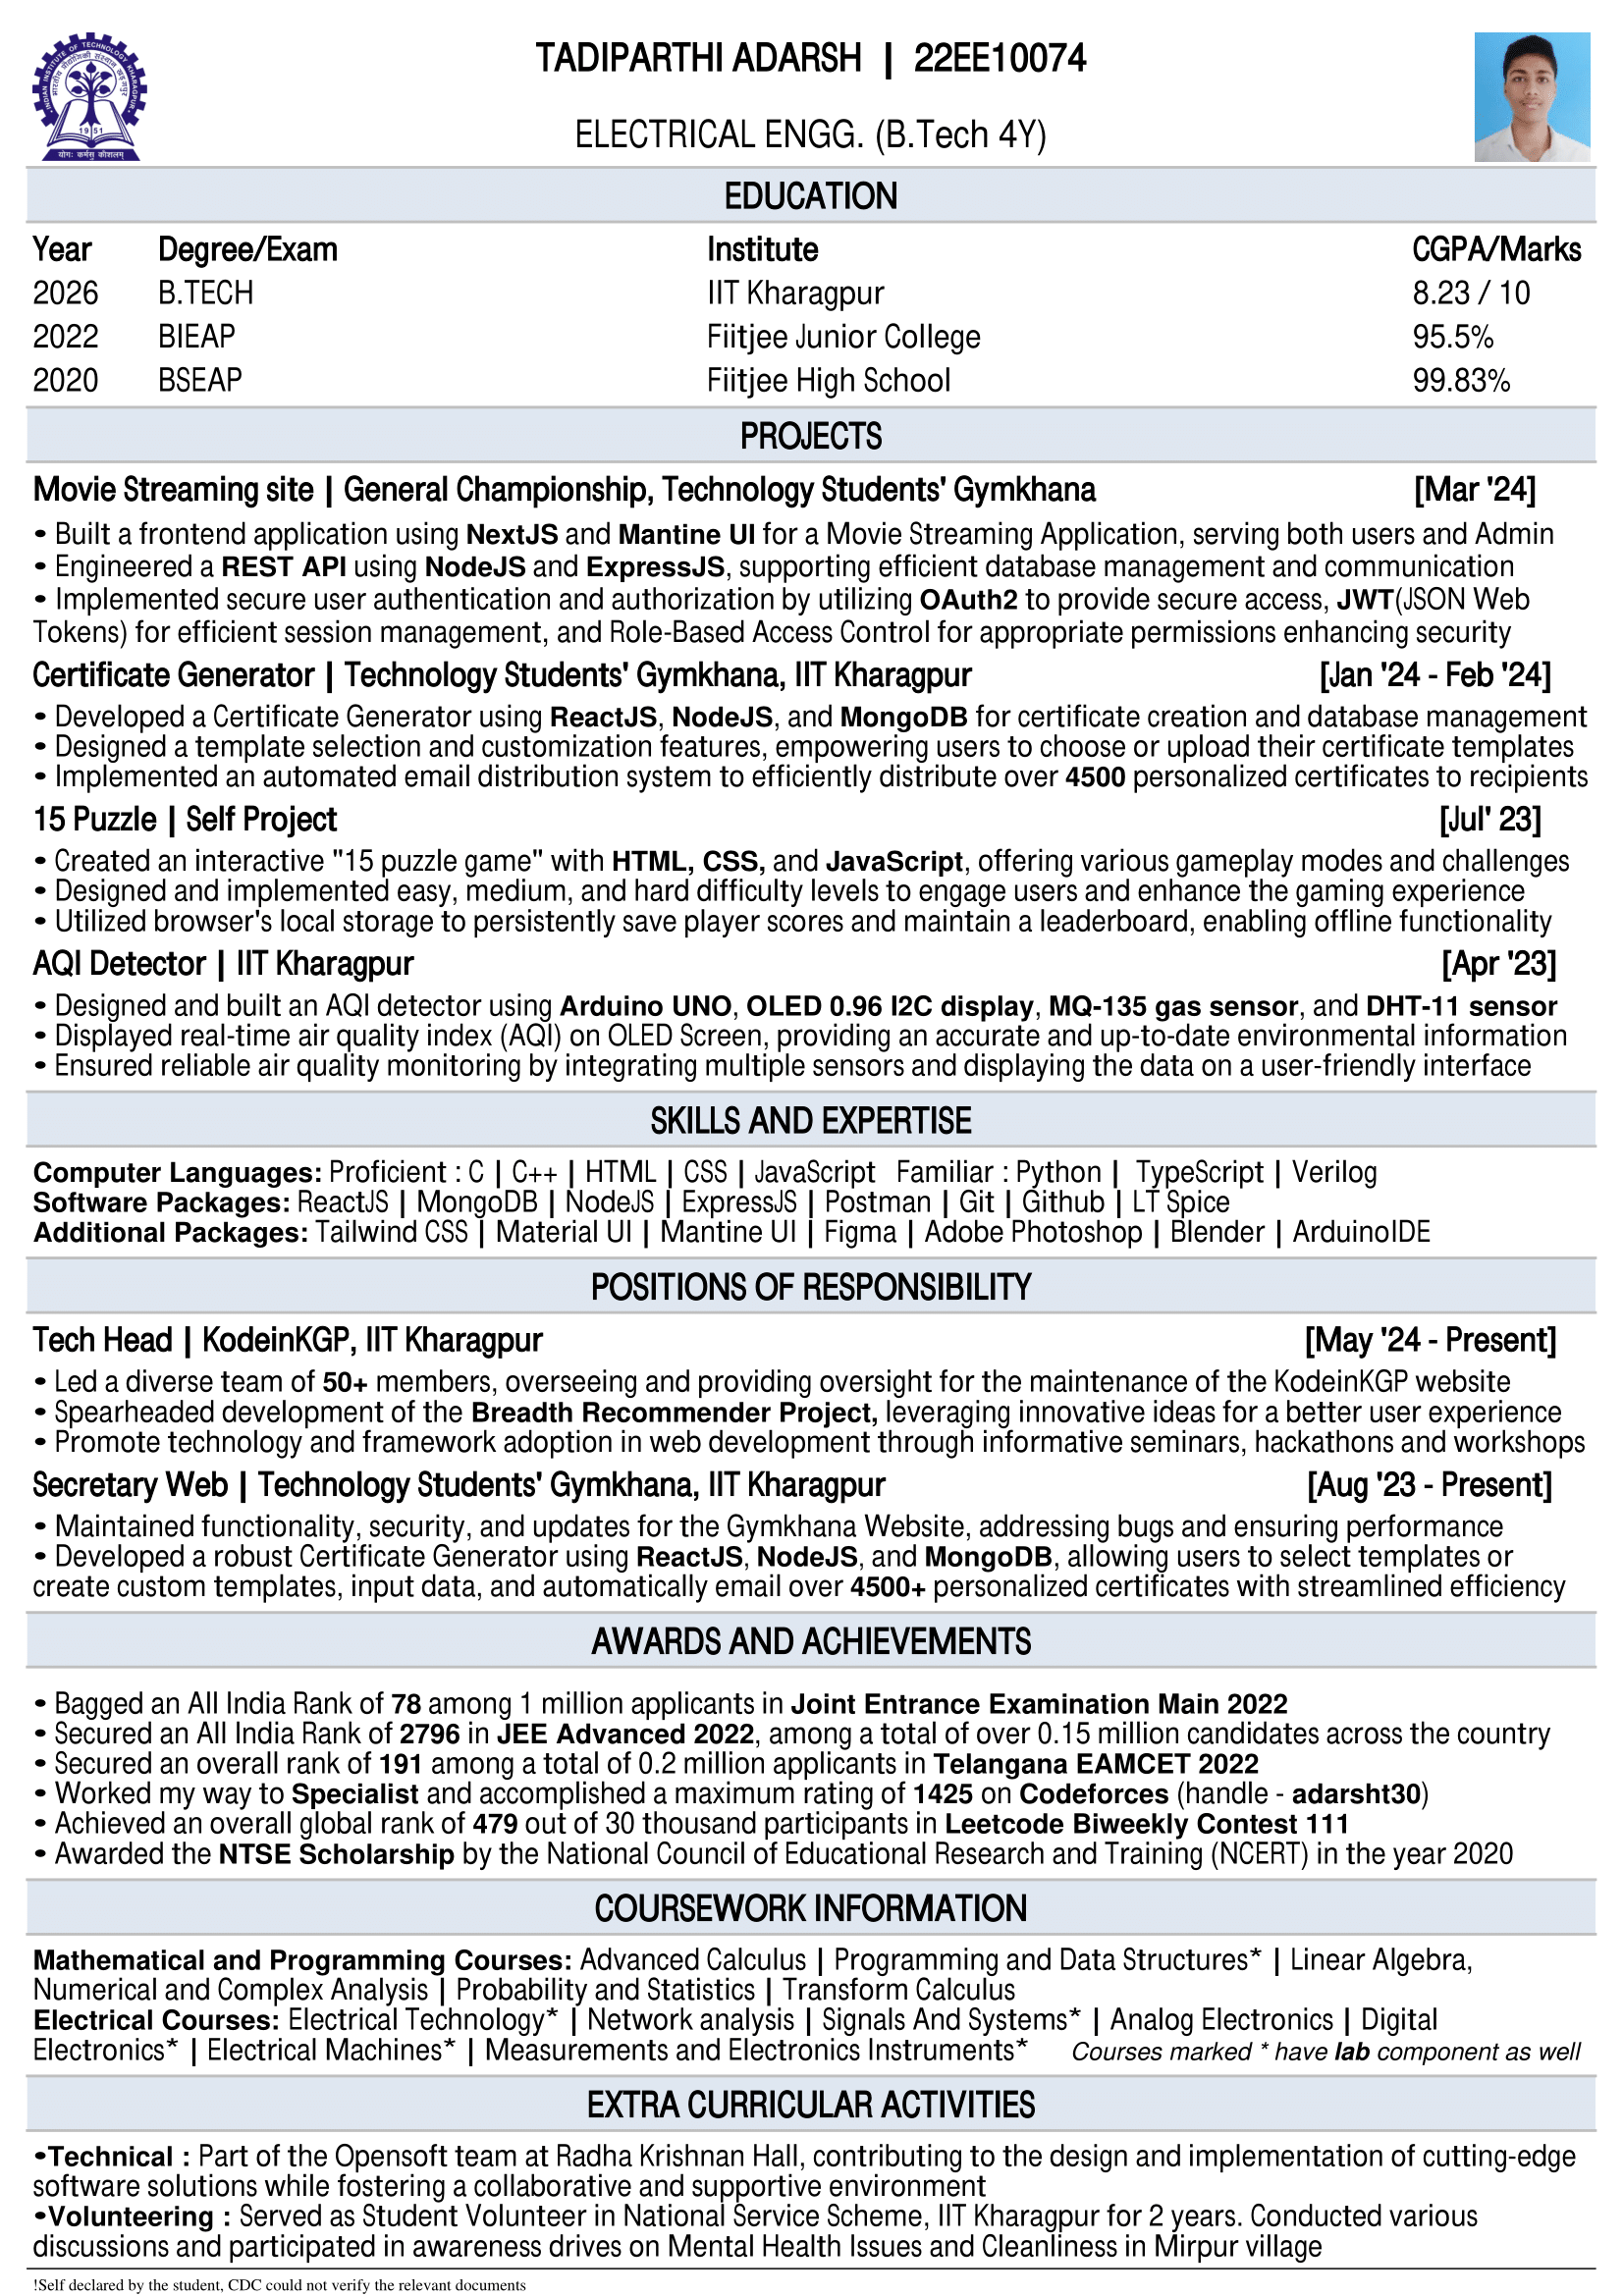 INDIAN INSTITUTE OF TECHNOLOGY KHARAGPUR
भारतीय प्रौद्योगिकी संस्थान खड़गपुर
1951
योगः कर्मसु कौशलम्
TADIPARTHI ADARSH | 22EE10074
ELECTRICAL ENGG. (B.Tech 4Y)
EDUCATION
Year Degree/Exam Institute CGPA/Marks
2026 B.TECH IIT Kharagpur 8.23 / 10
2022 BIEAP Fiitjee Junior College 95.5%
2020 BSEAP Fiitjee High School 99.83%
PROJECTS
Movie Streaming site | General Championship, Technology Students' Gymkhana [Mar '24]
• Built a frontend application using NextJS and Mantine UI for a Movie Streaming Application, serving both users and Admin
• Engineered a REST API using NodeJS and ExpressJS, supporting efficient database management and communication
• Implemented secure user authentication and authorization by utilizing OAuth2 to provide secure access, JWT(JSON Web
Tokens) for efficient session management, and Role-Based Access Control for appropriate permissions enhancing security
Certificate Generator | Technology Students' Gymkhana, IIT Kharagpur [Jan '24 - Feb '24]
• Developed a Certificate Generator using ReactJS, NodeJS, and MongoDB for certificate creation and database management
• Designed a template selection and customization features, empowering users to choose or upload their certificate templates
• Implemented an automated email distribution system to efficiently distribute over 4500 personalized certificates to recipients
15 Puzzle | Self Project [Jul' 23]
• Created an interactive "15 puzzle game" with HTML, CSS, and JavaScript, offering various gameplay modes and challenges
• Designed and implemented easy, medium, and hard difficulty levels to engage users and enhance the gaming experience
• Utilized browser's local storage to persistently save player scores and maintain a leaderboard, enabling offline functionality
AQI Detector | IIT Kharagpur [Apr '23]
• Designed and built an AQI detector using Arduino UNO, OLED 0.96 I2C display, MQ-135 gas sensor, and DHT-11 sensor
• Displayed real-time air quality index (AQI) on OLED Screen, providing an accurate and up-to-date environmental information
• Ensured reliable air quality monitoring by integrating multiple sensors and displaying the data on a user-friendly interface
SKILLS AND EXPERTISE
Computer Languages: Proficient : C | C++ | HTML | CSS | JavaScript Familiar : Python | TypeScript | Verilog
Software Packages: ReactJS | MongoDB | NodeJS | ExpressJS | Postman | Git | Github | LT Spice
Additional Packages: Tailwind CSS | Material UI | Mantine UI | Figma | Adobe Photoshop | Blender | ArduinoIDE
POSITIONS OF RESPONSIBILITY
Tech Head | KodeinKGP, IIT Kharagpur [May '24 - Present]
• Led a diverse team of 50+ members, overseeing and providing oversight for the maintenance of the KodeinKGP website
• Spearheaded development of the Breadth Recommender Project, leveraging innovative ideas for a better user experience
• Promote technology and framework adoption in web development through informative seminars, hackathons and workshops
Secretary Web | Technology Students' Gymkhana, IIT Kharagpur [Aug '23 - Present]
• Maintained functionality, security, and updates for the Gymkhana Website, addressing bugs and ensuring performance
• Developed a robust Certificate Generator using ReactJS, NodeJS, and MongoDB, allowing users to select templates or
create custom templates, input data, and automatically email over 4500+ personalized certificates with streamlined efficiency
AWARDS AND ACHIEVEMENTS
• Bagged an All India Rank of 78 among 1 million applicants in Joint Entrance Examination Main 2022
• Secured an All India Rank of 2796 in JEE Advanced 2022, among a total of over 0.15 million candidates across the country
• Secured an overall rank of 191 among a total of 0.2 million applicants in Telangana EAMCET 2022
• Worked my way to Specialist and accomplished a maximum rating of 1425 on Codeforces (handle - adarsht30)
• Achieved an overall global rank of 479 out of 30 thousand participants in Leetcode Biweekly Contest 111
• Awarded the NTSE Scholarship by the National Council of Educational Research and Training (NCERT) in the year 2020
COURSEWORK INFORMATION
Mathematical and Programming Courses: Advanced Calculus | Programming and Data Structures* | Linear Algebra,
Numerical and Complex Analysis | Probability and Statistics | Transform Calculus
Electrical Courses: Electrical Technology* | Network analysis | Signals And Systems* | Analog Electronics | Digital
Electronics* | Electrical Machines* | Measurements and Electronics Instruments* Courses marked * have lab component as well
EXTRA CURRICULAR ACTIVITIES
•Technical : Part of the Opensoft team at Radha Krishnan Hall, contributing to the design and implementation of cutting-edge
software solutions while fostering a collaborative and supportive environment
•Volunteering : Served as Student Volunteer in National Service Scheme, IIT Kharagpur for 2 years. Conducted various
discussions and participated in awareness drives on Mental Health Issues and Cleanliness in Mirpur village
!Self declared by the student, CDC could not verify the relevant documents